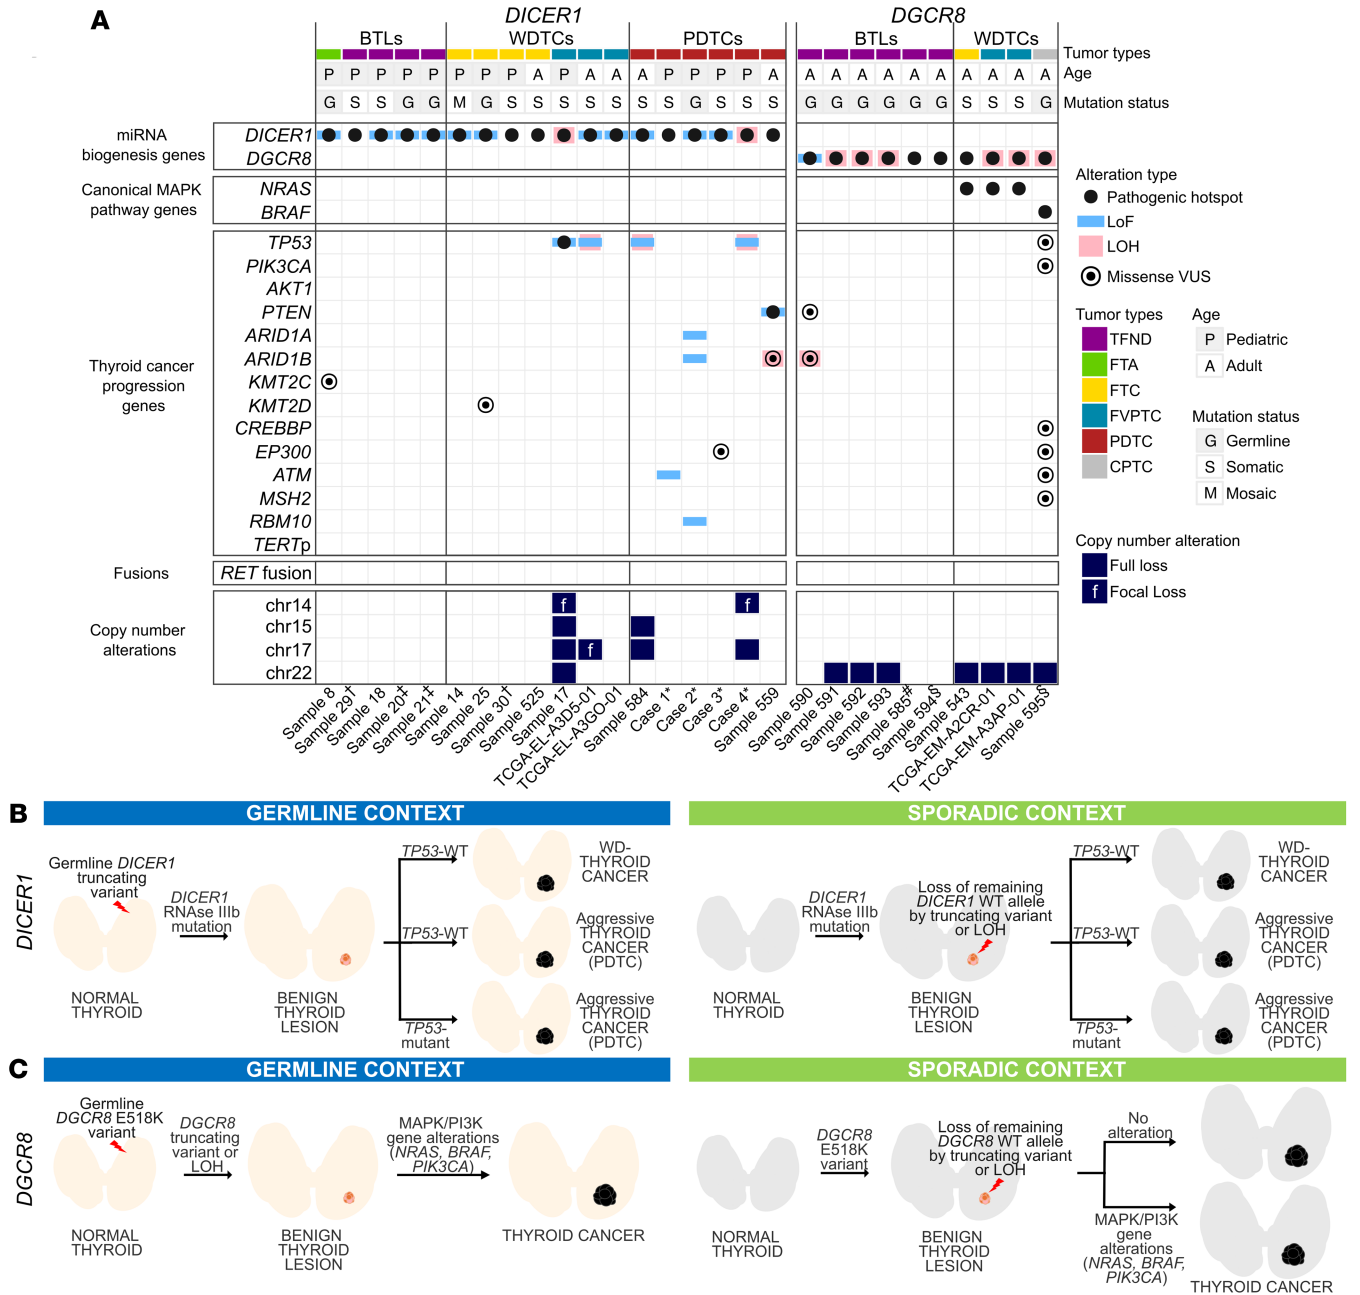 A
DICER1
DGCR8
BTLs
WDTCs
PDTCs
BTLs
WDTCs
Tumor types
P P P P P P P P A P A A A P P P P A A A A A A A A A A A
Age
G S S G G M G S S S S S S S G S S S G G G G G G S S S G
Mutation status
miRNA
biogenesis genes
DICER1
DGCR8
Canonical MAPK
pathway genes
NRAS
BRAF
Thyroid cancer
progression
genes
TP53
PIK3CA
AKT1
PTEN
ARID1A
ARID1B
KMT2C
KMT2D
CREBBP
EP300
ATM
MSH2
RBM10
TERTp
Fusions
RET fusion
Copy number
alterations
chr14
f
f
chr15
chr17
f
chr22
Sample 8
Sample 29†
Sample 18
Sample 20‡
Sample 21‡
Sample 14
Sample 25
Sample 30†
Sample 525
Sample 17
TCGA-EL-A3D5-01
TCGA-EL-A3GO-01
Sample 584
Case 1*
Case 2*
Case 3*
Case 4*
Sample 559
Sample 590
Sample 591
Sample 592
Sample 593
Sample 585#
Sample 594§
Sample 543
TCGA-EM-A2CR-01
TCGA-EM-A3AP-01
Sample 595§
Alteration type
Pathogenic hotspot
LoF
LOH
Missense VUS
Tumor types
TFND
FTA
FTC
FVPTC
PDTC
CPTC
Age
P Pediatric
A Adult
Mutation status
G Germline
S Somatic
M Mosaic
Copy number alteration
Full loss
f Focal Loss
B
GERMLINE CONTEXT
SPORADIC CONTEXT
DICER1
Germline DICER1
truncating
variant
DICER1
RNAse IIIb
mutation
NORMAL
THYROID
BENIGN
THYROID
LESION
TP53-WT
WD-
THYROID
CANCER
TP53-WT
Aggressive
THYROID
CANCER
(PDTC)
TP53-
mutant
Aggressive
THYROID
CANCER
(PDTC)
DICER1
RNAse IIIb
mutation
Loss of remaining
DICER1 WT allele
by truncating variant
or LOH
NORMAL
THYROID
BENIGN
THYROID
LESION
TP53-WT
WD-
THYROID
CANCER
TP53-WT
Aggressive
THYROID
CANCER
(PDTC)
TP53-
mutant
Aggressive
THYROID
CANCER
(PDTC)
C
GERMLINE CONTEXT
SPORADIC CONTEXT
DGCR8
Germline
DGCR8 E518K
variant
DGCR8
truncating
variant or
LOH
MAPK/PI3K
gene alterations
(NRAS, BRAF,
PIK3CA)
NORMAL
THYROID
BENIGN
THYROID
LESION
THYROID CANCER
DGCR8
E518K
variant
Loss of remaining
DGCR8 WT allele
by truncating variant
or LOH
No
alteration
MAPK/PI3K
gene
alterations
(NRAS, BRAF,
PIK3CA)
NORMAL
THYROID
BENIGN
THYROID
LESION
THYROID CANCER